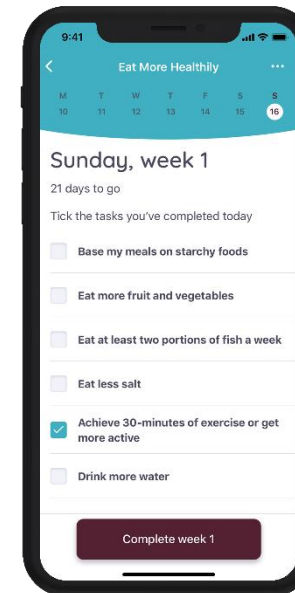 9:41
Eat More Healthily
M T W T F S S
10 11 12 13 14 15 16
Sunday, week 1
21 days to go
Tick the tasks you've completed today
Base my meals on starchy foods
Eat more fruit and vegetables
Eat at least two portions of fish a week
Eat less salt
Achieve 30-minutes of exercise or get
more active
Drink more water
Complete week 1